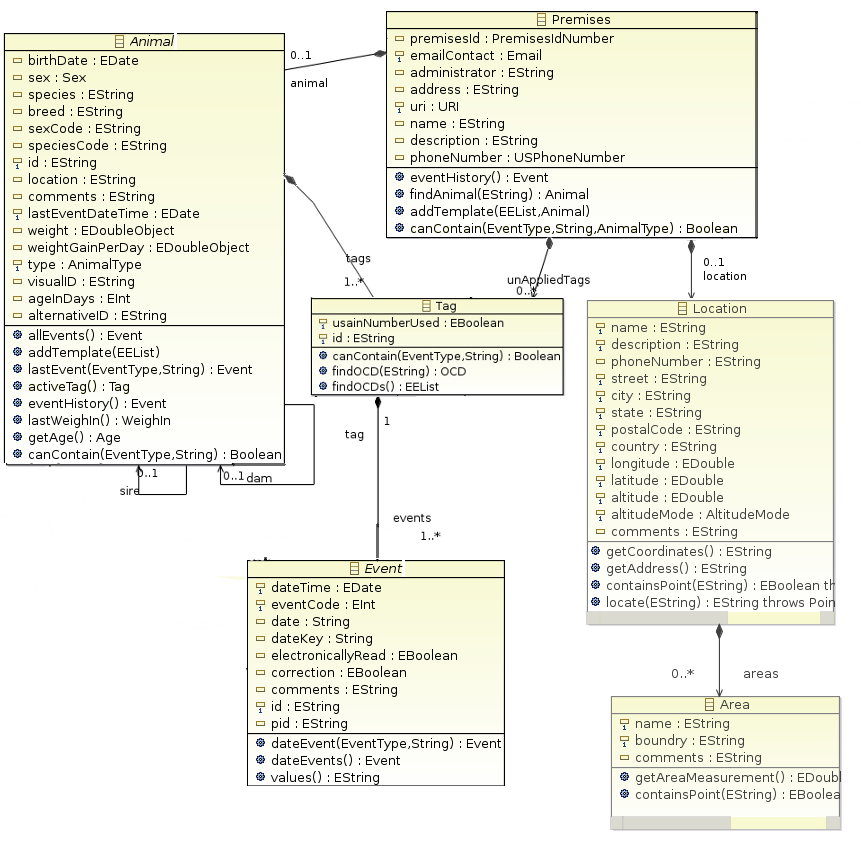 Animal
birthDate : EDate
sex : Sex
species : EString
breed : EString
sexCode : EString
speciesCode : EString
id : EString
location : EString
comments : EString
lastEventDateTime : EDate
weight : EDoubleObject
weightGainPerDay : EDoubleObject
type : AnimalType
visualID : EString
ageInDays : EInt
alternativeID : EString
allEvents() : Event
addTemplate(EEList)
lastEvent(EventType,String) : Event
activeTag() : Tag
eventHistory() : Event
lastWeighIn() : WeighIn
getAge() : Age
canContain(EventType,String) : Boolean
0..1
sire
0..1
dam
0..1
animal
Premises
premisesId : PremisesIdNumber
emailContact : Email
administrator : EString
address : EString
uri : URI
name : EString
description : EString
phoneNumber : USPhoneNumber
eventHistory() : Event
findAnimal(EString) : Animal
addTemplate(EEList,Animal)
canContain(EventType,String,AnimalType) : Boolean
tags
1..*
unAppliedTags
0..*
0..1
location
Tag
usainNumberUsed : EBoolean
id : EString
canContain(EventType,String) : Boolean
findOCD(EString) : OCD
findOCDs() : EEList
1
tag
events
1..*
Event
dateTime : EDate
eventCode : EInt
date : String
dateKey : String
electronicallyRead : EBoolean
correction : EBoolean
comments : EString
id : EString
pid : EString
dateEvent(EventType,String) : Event
dateEvents() : Event
values() : EString
Location
name : EString
description : EString
phoneNumber : EString
street : EString
city : EString
state : EString
postalCode : EString
country : EString
longitude : EDouble
latitude : EDouble
altitude : EDouble
altitudeMode : AltitudeMode
comments : EString
getCoordinates() : EString
getAddress() : EString
containsPoint(EString) : EBoolean th
locate(EString) : EString throws Poin
0..*
areas
Area
name : EString
boundry : EString
comments : EString
getAreaMeasurement() : EDoubl
containsPoint(EString) : EBoolea